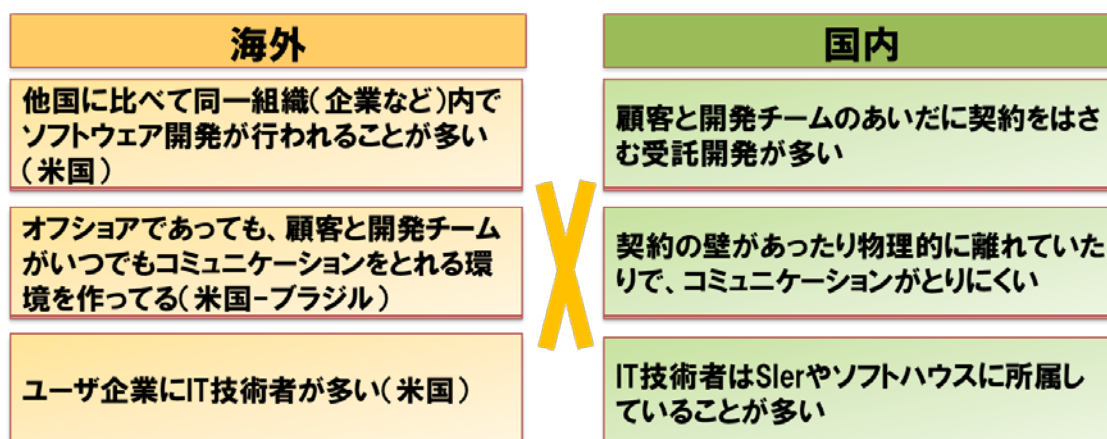 海外
他国に比べて同一組織(企業など)内で
ソフトウェア開発が行われることが多い
(米国)
オフショアであっても、顧客と開発チーム
がいつでもコミュニケーションをとれる環
境を作ってる(米国-ブラジル)
ユーザ企業にIT技術者が多い(米国)
国内
顧客と開発チームのあいだに契約をはさ
む受託開発が多い
契約の壁があったり物理的に離れていた
りで、コミュニケーションがとりにくい
IT技術者はSIerやソフトハウスに所属し
ていることが多い